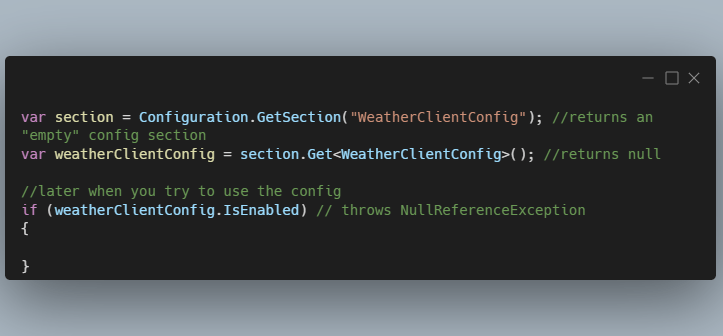 var section = Configuration.GetSection("WeatherClientConfig"); //returns an
"empty" config section
var weatherClientConfig = section.Get<WeatherClientConfig>(); //returns null
//later when you try to use the config
if (weatherClientConfig.IsEnabled) // throws NullReferenceException
{
}